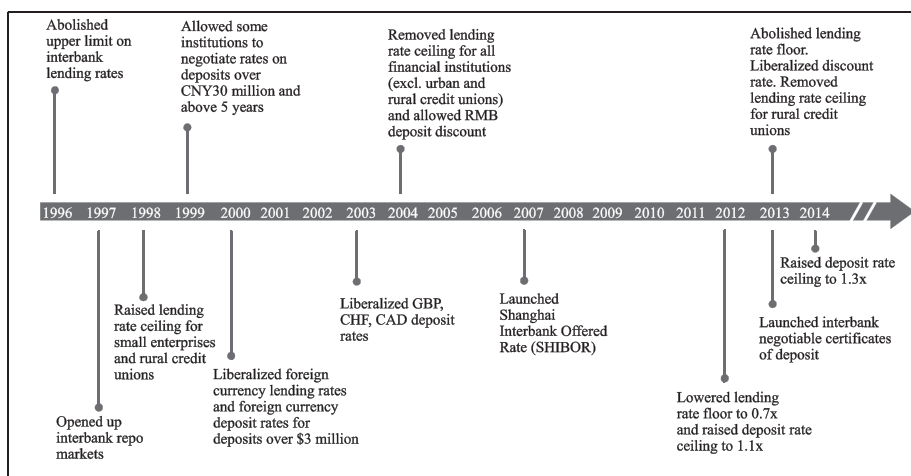 Abolished
upper limit on
interbank
lending rates
Allowed some
institutions to
negotiate rates on
deposits over
CNY30 million and
above 5 years
Removed lending
rate ceiling for all
financial institutions
(excl. urban and
rural credit unions)
and allowed RMB
deposit discount
Abolished lending
rate floor.
Liberalized discount
rate. Removed
lending rate ceiling
for rural credit
unions
1996 1997 1998 1999 2000 2001 2002 2003 2004 2005 2006 2007 2008 2009 2010 2011 2012 2013 2014
Opened up
interbank repo
markets
Raised lending
rate ceiling for
small enterprises
and rural credit
unions
Liberalized foreign
currency lending rates
and foreign currency
deposit rates for
deposits over $3 million
Liberalized GBP,
CHF, CAD deposit
rates
Launched
Shanghai
Interbank Offered
Rate (SHIBOR)
Lowered lending
rate floor to 0.7x
and raised deposit rate
ceiling to 1.1x
Launched interbank
negotiable certificates
of deposit
Raised deposit rate
ceiling to 1.3x